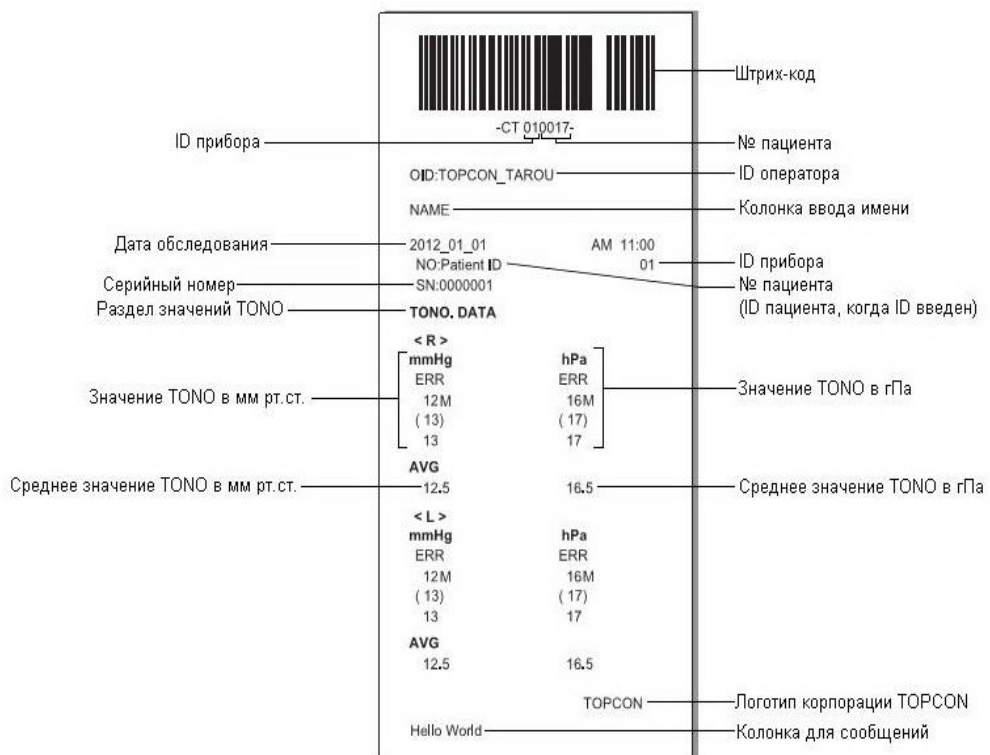 Штрих-код
-CT 010017-
ID прибора
№ пациента
OID:TOPCON_TAROU
ID оператора
NAME
Колонка ввода имени
Дата обследования
2012_01_01 AM 11:00
NO:Patient ID 01
ID прибора
Серийный номер
SN:0000001
№ пациента
(ID пациента, когда ID введен)
Раздел значений TONO
TONO. DATA
< R >
mmHg hPa
ERR ERR
12M 16M
( 13) ( 17)
13 17
Значение TONO в мм рт.ст.
Значение TONO в гПа
AVG
Среднее значение TONO в мм рт.ст.
12.5 16.5
Среднее значение TONO в гПа
< L >
mmHg hPa
ERR ERR
12M 16M
( 13) ( 17)
13 17
AVG
12.5 16.5
TOPCON
Логотип корпорации TOPCON
Hello World
Колонка для сообщений